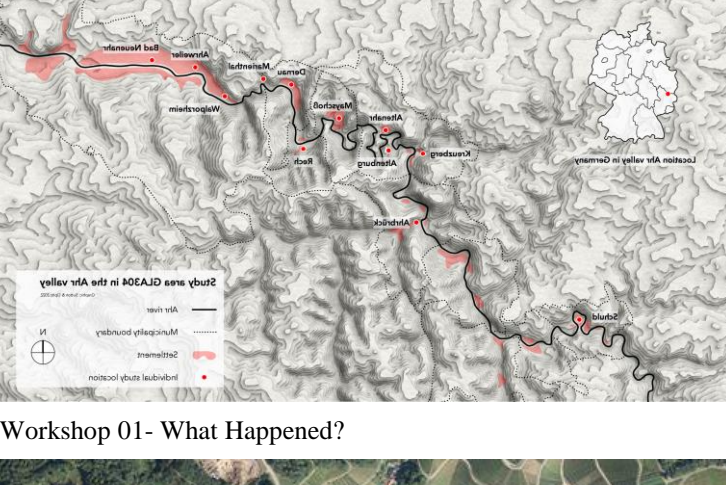 Bad Neuenahr
Ahrweiler
Marienthal
Dernau
Walporzheim
Mayschoß
Altenahr
Rech
Altenburg
Kreuzberg
Location Ahr valley in Germany
Ahrbrück
Schuld
Study area GLA304 in the Ahr valley
Ahr river
Municipality boundary
N
Settlement
Individual study location
Workshop 01- What Happened?